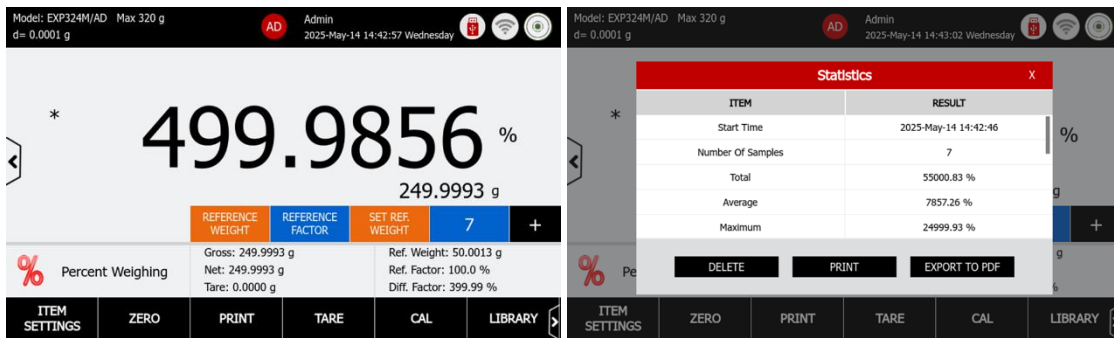 Model: EXP324M/AD Max 320 g
d= 0.0001 g
AD
Admin
2025-May-14 14:42:57 Wednesday
*
499.9856 %
249.9993 g
REFERENCE WEIGHT
REFERENCE FACTOR
SET REF. WEIGHT
7
+
Percent Weighing
Gross: 249.9993 g
Net: 249.9993 g
Tare: 0.0000 g
Ref. Weight: 50.0013 g
Ref. Factor: 100.0 %
Diff. Factor: 399.99 %
ITEM SETTINGS
ZERO
PRINT
TARE
CAL
LIBRARY
Model: EXP324M/AD Max 320 g
d= 0.0001 g
AD
Admin
2025-May-14 14:43:02 Wednesday
*
%
g
+
Statistics X
ITEM RESULT
Start Time 2025-May-14 14:42:46
Number Of Samples 7
Total 55000.83 %
Average 7857.26 %
Maximum 24999.93 %
DELETE
PRINT
EXPORT TO PDF
% Pe
g
%
ITEM SETTINGS
ZERO
PRINT
TARE
CAL
LIBRARY